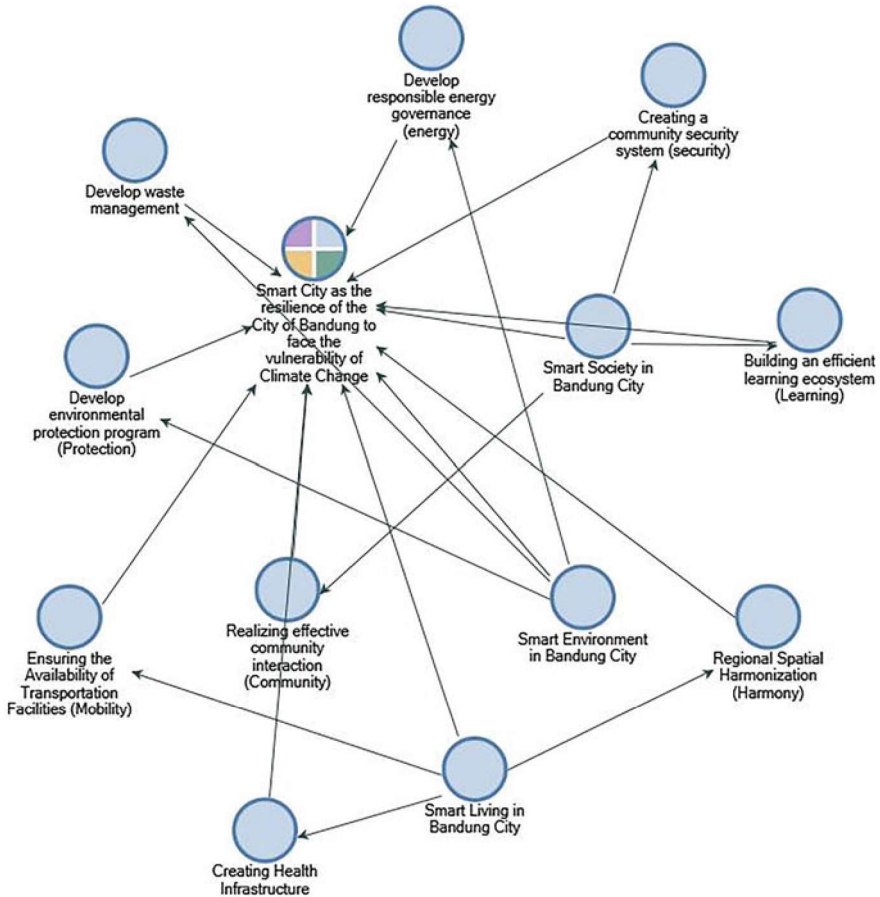 Develop
responsible energy
governance
(energy)
Creating a
community security
system (security)
Develop waste
management
Smart City as the
resilience of the
City of Bandung to
face the
vulnerability of
Climate Change
Smart Society in
Bandung City
Building an efficient
learning ecosystem
(Learning)
Develop
environmental
protection program
(Protection)
Ensuring the
Availability of
Transportation
Facilities (Mobility)
Realizing effective
community
interaction
(Community)
Smart Environment
in Bandung City
Regional Spatial
Harmonization
(Harmony)
Smart Living in
Bandung City
Creating Health
Infrastructure